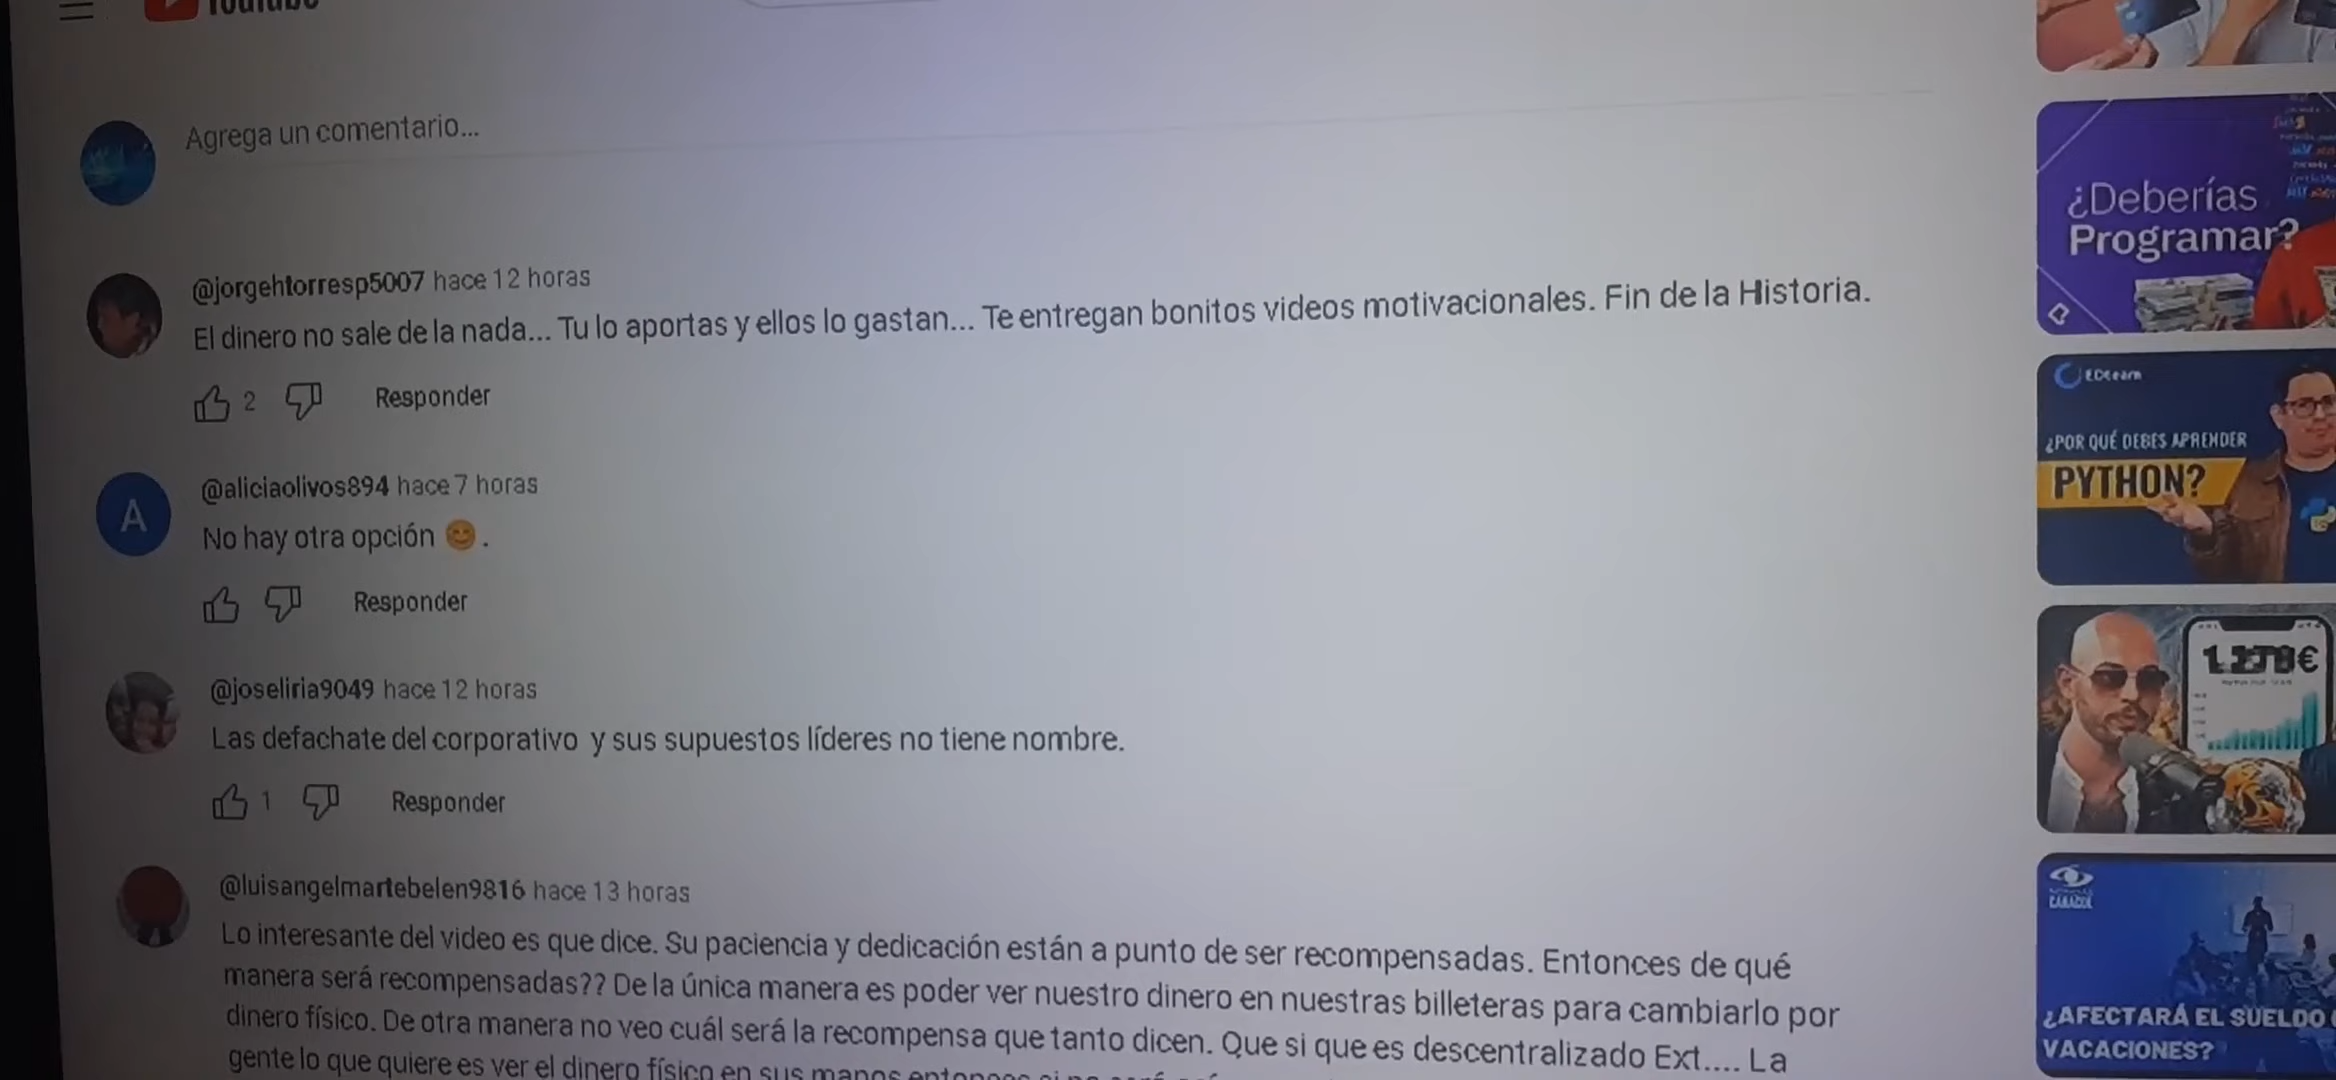 YouTube
Agrega un comentario...
@jorgehtorresp5007 hace 12 horas
El dinero no sale de la nada... Tu lo aportas y ellos lo gastan... Te entregan bonitos videos motivacionales. Fin de la Historia.
2 Responder
@aliciaolivos894 hace 7 horas
A
No hay otra opción 😊.
Responder
@joseliria9049 hace 12 horas
Las defachate del corporativo y sus supuestos líderes no tiene nombre.
1 Responder
@luisangelmartebelen9816 hace 13 horas
Lo interesante del video es que dice. Su paciencia y dedicación están a punto de ser recompensadas. Entonces de qué
manera será recompensadas?? De la única manera es poder ver nuestro dinero en nuestras billeteras para cambiarlo por
dinero físico. De otra manera no veo cuál será la recompensa que tanto dicen. Que si que es descentralizado Ext.... La
gente lo que quiere es ver el dinero físico en sus manos
¿Deberías
Programar?
EDteam
¿POR QUÉ DEBES APRENDER
PYTHON?
CARACOL
¿AFECTARÁ EL SUELDO
VACACIONES?